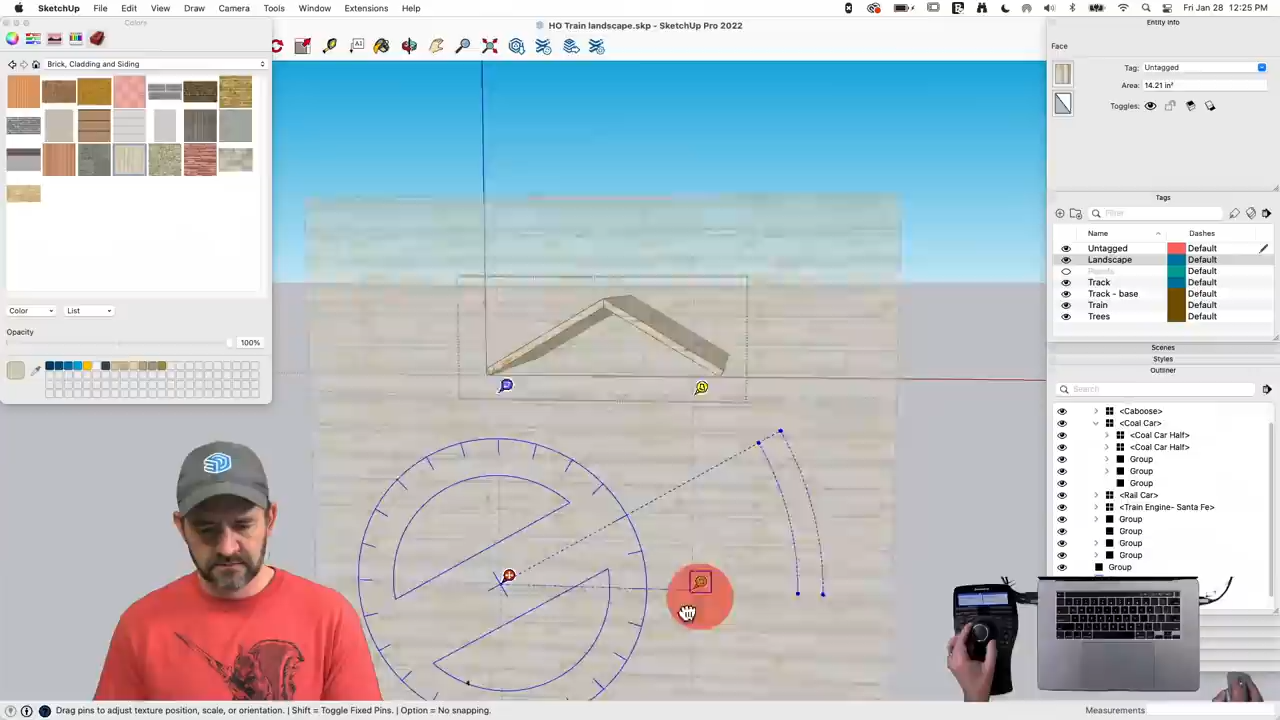 SketchUp File Edit View Draw Camera Tools Window Extensions Help
Fri Jan 28 12:25 PM
Colors
HO Train landscape.skp - SketchUp Pro 2022
Entity Info
Brick, Cladding and Siding
Face
Tag: Untagged
Area: 14.21 in²
Toggles:
Tags
Filter
Name Dashes
Untagged Default
Landscape Default
Default
Track Default
Track - base Default
Train Default
Trees Default
Color List
Opacity
100%
Scenes
Styles
Outliner
Search
<Caboose>
<Coal Car>
<Coal Car Half>
<Coal Car Half>
Group
Group
Group
<Rail Car>
<Train Engine- Santa Fe>
Group
Group
Group
Group
Group
Drag pins to adjust texture position, scale, or orientation. | Shift = Toggle Fixed Pins. | Option = No snapping.
Measurements